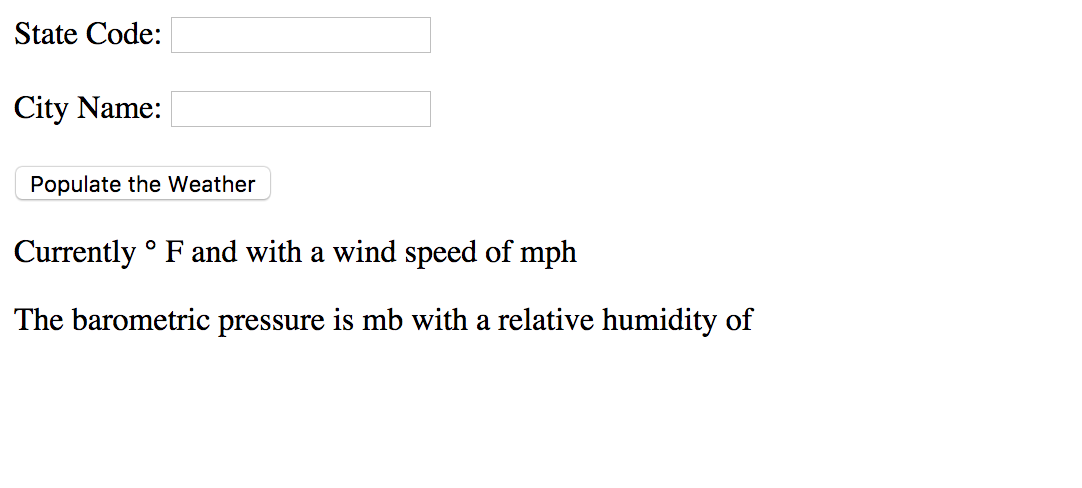 State Code:
City Name:
Populate the Weather
Currently ° F and with a wind speed of mph
The barometric pressure is mb with a relative humidity of